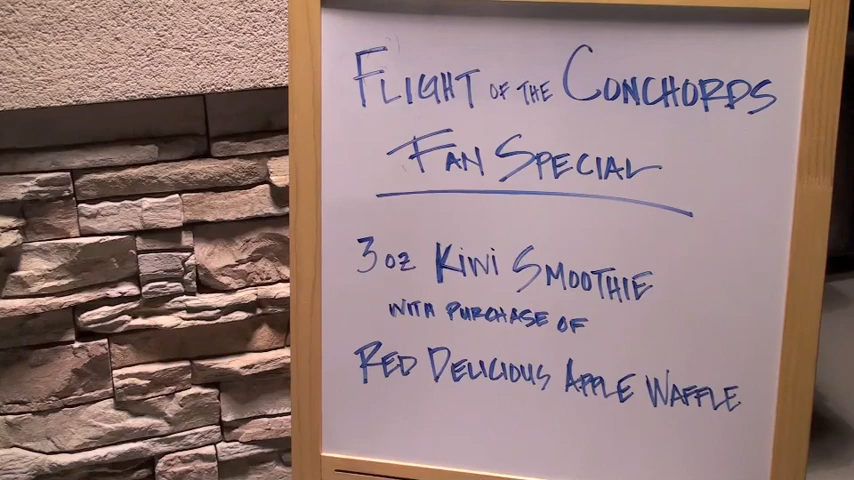 FLIGHT OF THE CONCHORDS
FAN SPECIAL
3 oz KiWi SMOOTHIE
WITH PURCHASE OF
RED DELICIOUS APPLE WAFFLE